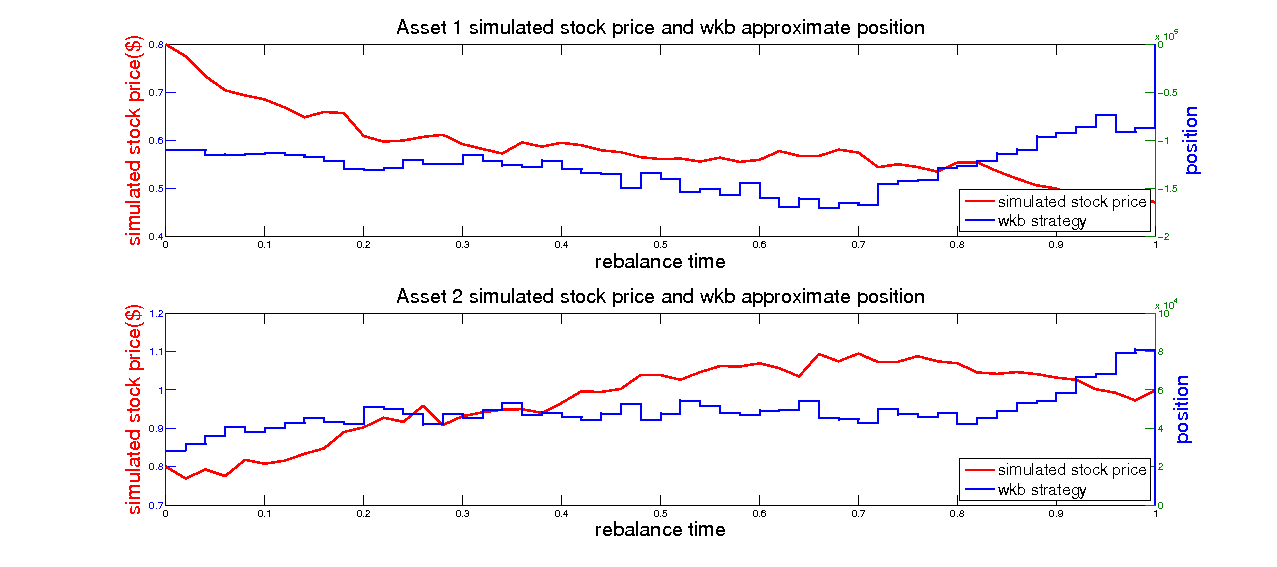 Asset 1 simulated stock price and wkb approximate position
x 10^5
simulated stock price($)
0.8
0.7
0.6
0.5
0.4
0
-0.5
-1
-1.5
-2
position
simulated stock price
wkb strategy
0 0.1 0.2 0.3 0.4 0.5 0.6 0.7 0.8 0.9 1
rebalance time
Asset 2 simulated stock price and wkb approximate position
x 10^4
simulated stock price($)
1.2
1.1
1
0.9
0.8
0.7
10
8
6
4
2
0
position
simulated stock price
wkb strategy
0 0.1 0.2 0.3 0.4 0.5 0.6 0.7 0.8 0.9 1
rebalance time